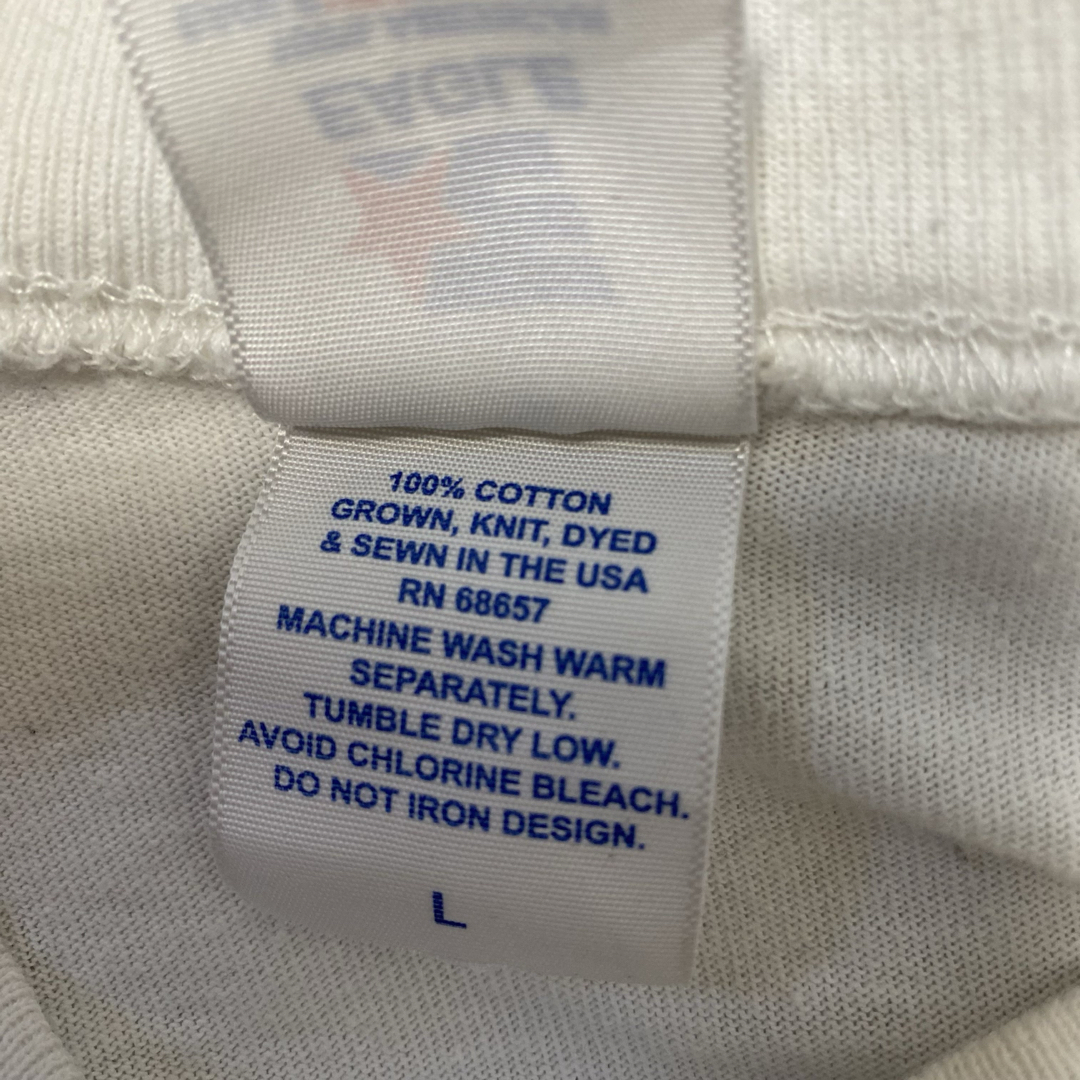 100% COTTON
GROWN, KNIT, DYED
& SEWN IN THE USA
RN 68657
MACHINE WASH WARM
SEPARATELY.
TUMBLE DRY LOW.
AVOID CHLORINE BLEACH.
DO NOT IRON DESIGN.
L